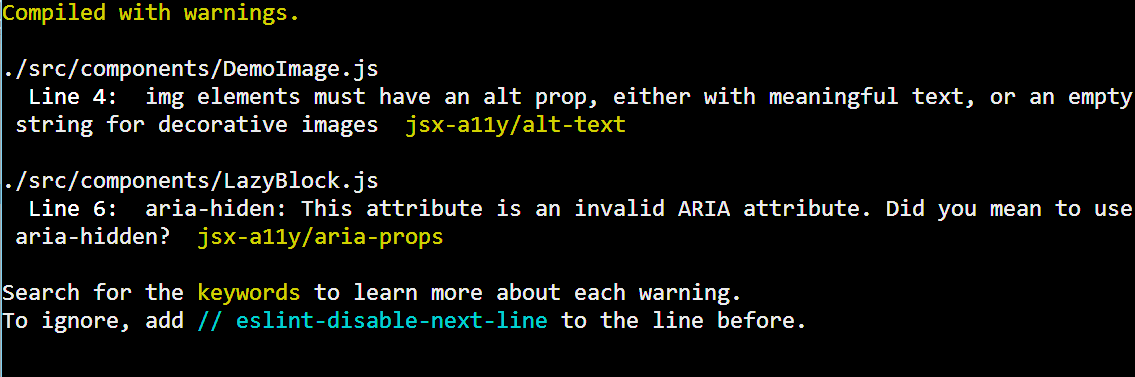 Compiled with warnings.
./src/components/DemoImage.js
Line 4:  img elements must have an alt prop, either with meaningful text, or an empty
string for decorative images  jsx-a11y/alt-text
./src/components/LazyBlock.js
Line 6:  aria-hiden: This attribute is an invalid ARIA attribute. Did you mean to use
aria-hidden?  jsx-a11y/aria-props
Search for the keywords to learn more about each warning.
To ignore, add // eslint-disable-next-line to the line before.